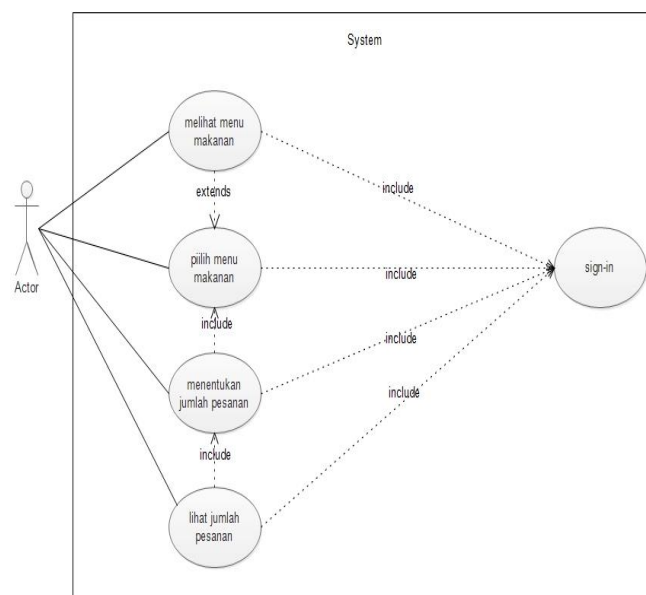 System
melihat menu
makanan
extends
include
Actor
piilih menu
makanan
include
sign-in
include
menentukan
jumlah pesanan
include
include
include
lihat jumlah
pesanan